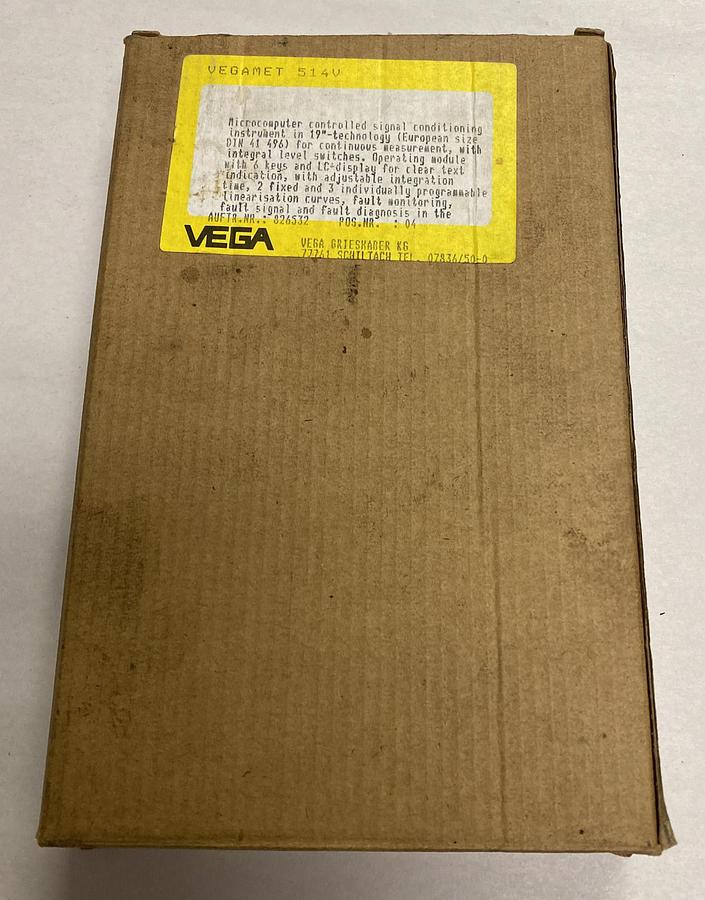 VEGAMET 514V
Microcomputer controlled signal conditioning
instrument in 19"-technology (European size
DIN 41 496) for continuous measurement, with
integral level switches. Operating module
with 6 keys and LC-display for clear text
indication, with adjustable integration
time, 2 fixed and 3 individually programmable
linearisation curves, fault monitoring,
fault signal and fault diagnosis in the
AUFTR.NR.: 826532 POS.NR. : 04
VEGA
VEGA GRIESHABER KG
77761 SCHILTACH TEL. 07836/50-0